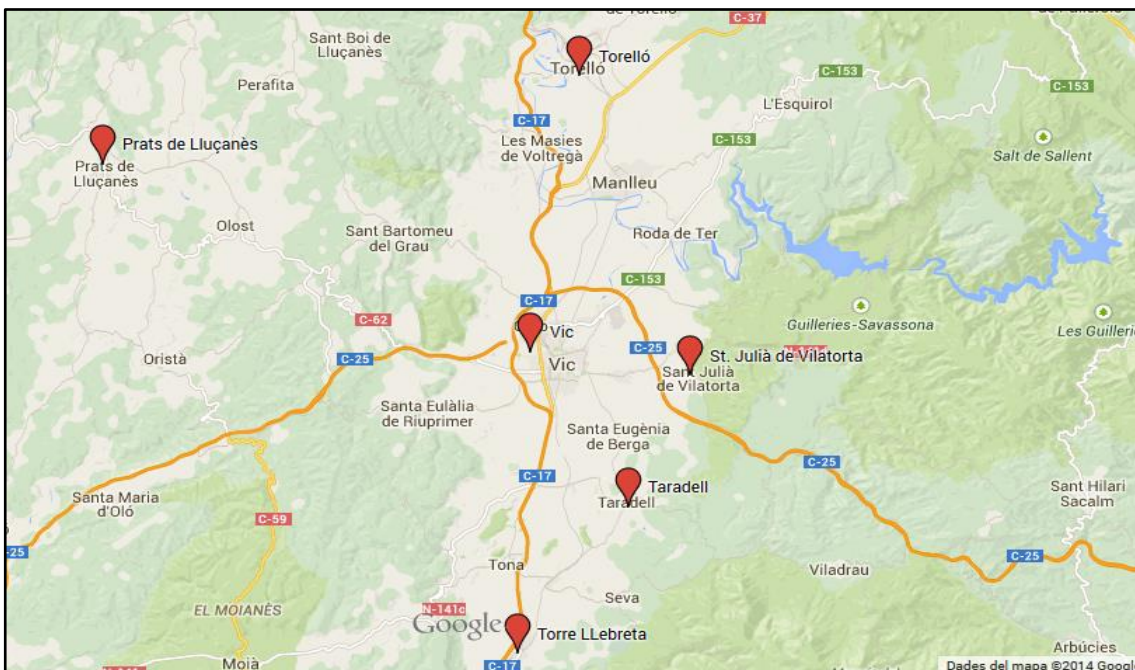 de Torelló
C-37
Sant Boi de
Lluçanès
Torelló
Torelló
Perafita
C-153
C-153
L'Esquirol
C-17
Prats de Lluçanès
Les Masies
de Voltregà
C-153
Salt de Sallent
Prats de
Lluçanès
Manlleu
Olost
Sant Bartomeu
del Grau
Roda de Ter
C-153
C-17
C-62
Guilleries-Savassona
Les Guilleri
Vic
Vic
Oristà
C-25
C-25
St. Julià de Vilatorta
Sant Julià
de Vilatorta
Santa Eulàlia
de Riuprimer
Santa Eugènia
de Berga
C-17
C-25
Taradell
Taradell
Santa Maria
d'Oló
Sant Hilari
Sacalm
C-59
C-25
C-25
Tona
Viladrau
Seva
EL MOIANÈS
N-141c
Google
Torre LLebreta
Moià
C-17
Arbúcies
Dades del mapa ©2014 Googl